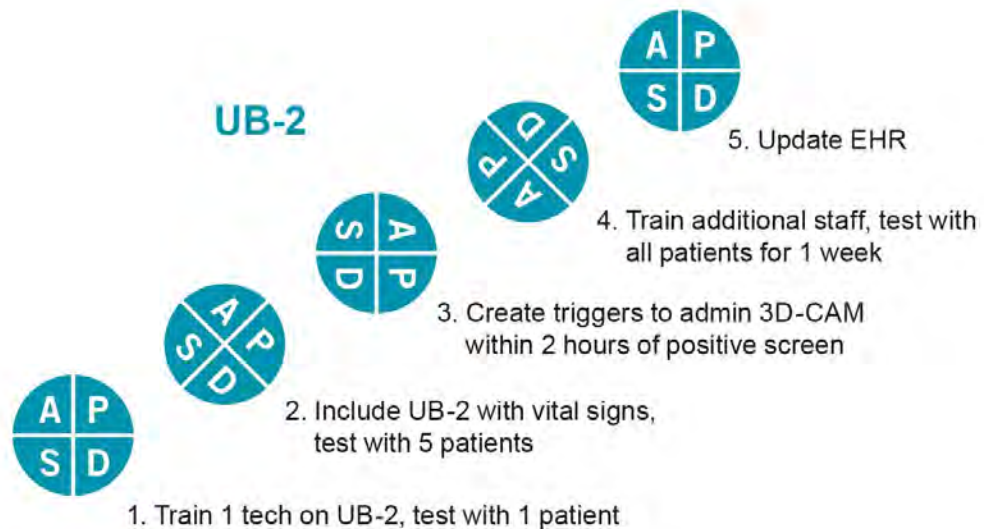 UB-2
A P
S D
5. Update EHR
D
P S
A
4. Train additional staff, test with
all patients for 1 week
S A
D P
3. Create triggers to admin 3D-CAM
within 2 hours of positive screen
A
S P
D
2. Include UB-2 with vital signs,
test with 5 patients
A P
S D
1. Train 1 tech on UB-2, test with 1 patient